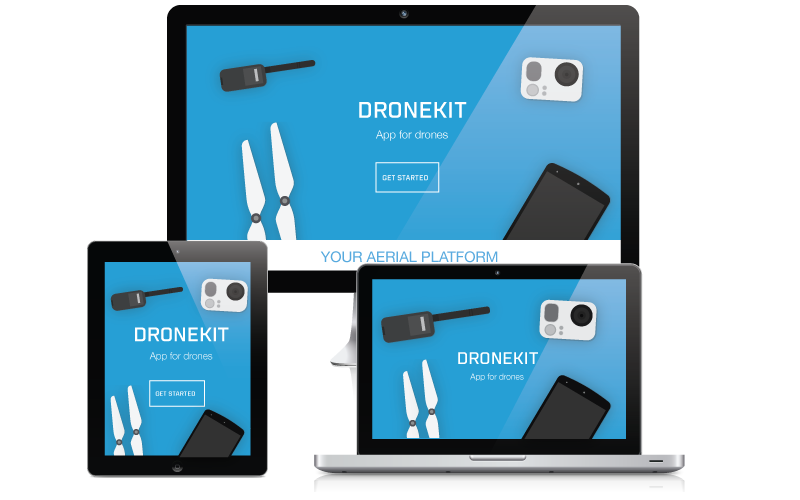 DRONEKIT
App for drones
GET STARTED
YOUR AERIAL PLATFORM
DRONEKIT
App for drones
GET STARTED
DRONEKIT
App for drones